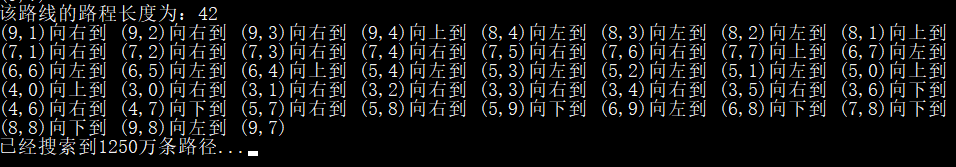 该路线的路程长度为: 42
(9,1)向右到 (9,2)向右到 (9,3)向右到 (9,4)向上到 (8,4)向左到 (8,3)向左到 (8,2)向左到 (8,1)向上到
(7,1)向右到 (7,2)向右到 (7,3)向右到 (7,4)向右到 (7,5)向右到 (7,6)向右到 (7,7)向上到 (6,7)向左到
(6,6)向左到 (6,5)向左到 (6,4)向上到 (5,4)向左到 (5,3)向左到 (5,2)向左到 (5,1)向左到 (5,0)向上到
(4,0)向上到 (3,0)向右到 (3,1)向右到 (3,2)向右到 (3,3)向右到 (3,4)向右到 (3,5)向右到 (3,6)向下到
(4,6)向右到 (4,7)向下到 (5,7)向右到 (5,8)向右到 (5,9)向下到 (6,9)向左到 (6,8)向下到 (7,8)向下到
(8,8)向下到 (9,8)向左到 (9,7)
已经搜索到1250万条路径...